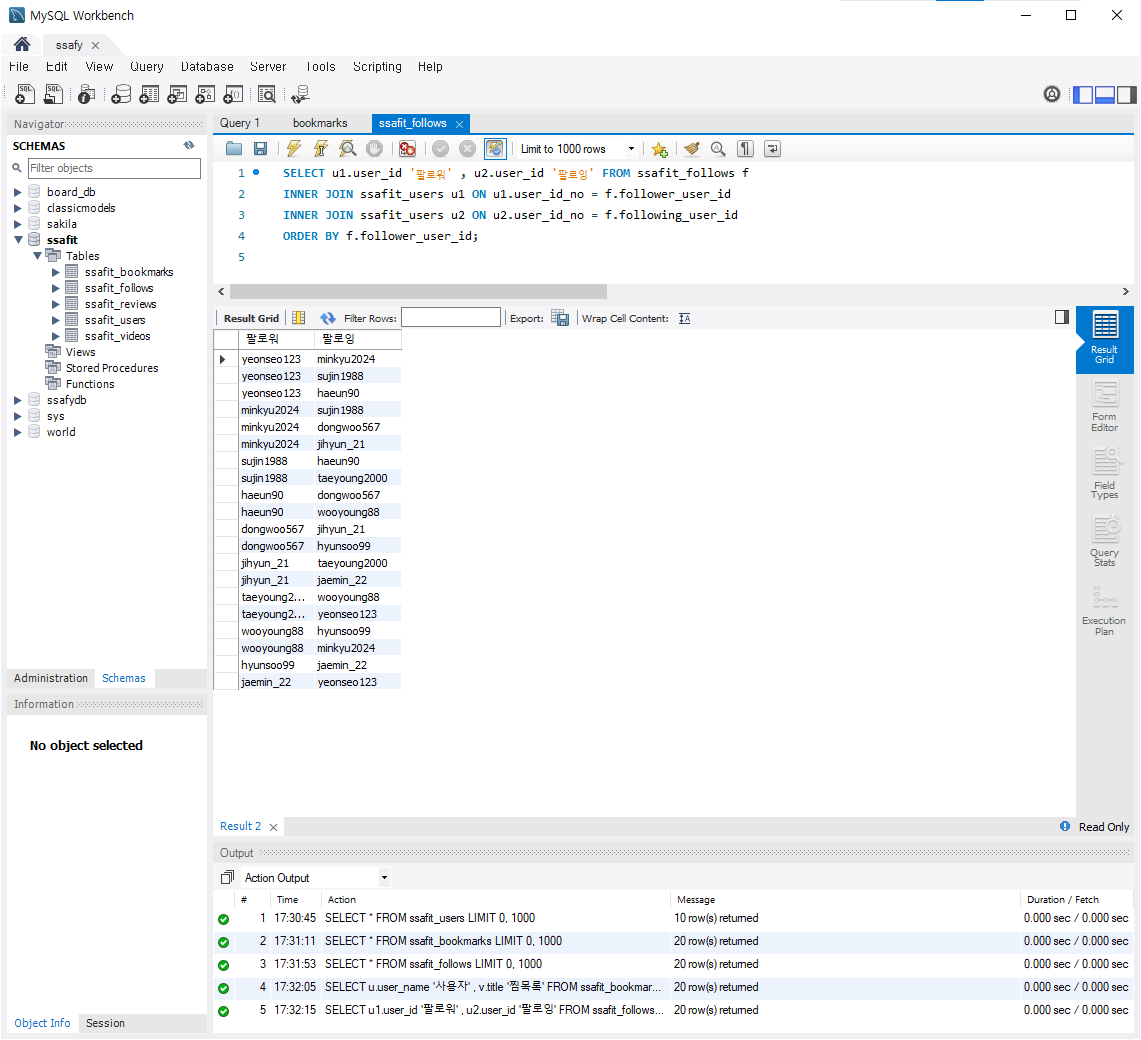 MySQL Workbench
ssafy
File Edit View Query Database Server Tools Scripting Help
Navigator
SCHEMAS
Filter objects
board_db
classicmodels
sakila
ssafit
Tables
ssafit_bookmarks
ssafit_follows
ssafit_reviews
ssafit_users
ssafit_videos
Views
Stored Procedures
Functions
ssafydb
sys
world
Administration Schemas
Information
No object selected
Object Info Session
Query 1 bookmarks ssafit_follows
Limit to 1000 rows
1 SELECT u1.user_id '팔로워' , u2.user_id '팔로잉' FROM ssafit_follows f
2 INNER JOIN ssafit_users u1 ON u1.user_id_no = f.follower_user_id
3 INNER JOIN ssafit_users u2 ON u2.user_id_no = f.following_user_id
4 ORDER BY f.follower_user_id;
5
Result Grid Filter Rows: Export: Wrap Cell Content:
팔로워 팔로잉
yeonseo123 minkyu2024
yeonseo123 sujin1988
yeonseo123 haeun90
minkyu2024 sujin1988
minkyu2024 dongwoo567
minkyu2024 jihyun_21
sujin1988 haeun90
sujin1988 taeyoung2000
haeun90 dongwoo567
haeun90 wooyoung88
dongwoo567 jihyun_21
dongwoo567 hyunsoo99
jihyun_21 taeyoung2000
jihyun_21 jaemin_22
taeyoung2... wooyoung88
taeyoung2... yeonseo123
wooyoung88 hyunsoo99
wooyoung88 minkyu2024
hyunsoo99 jaemin_22
jaemin_22 yeonseo123
Result
Grid
Form
Editor
Field
Types
Query
Stats
Execution
Plan
Result 2 Read Only
Output
Action Output
# Time Action Message Duration / Fetch
1 17:30:45 SELECT * FROM ssafit_users LIMIT 0, 1000 10 row(s) returned 0.000 sec / 0.000 sec
2 17:31:11 SELECT * FROM ssafit_bookmarks LIMIT 0, 1000 20 row(s) returned 0.000 sec / 0.000 sec
3 17:31:53 SELECT * FROM ssafit_follows LIMIT 0, 1000 20 row(s) returned 0.000 sec / 0.000 sec
4 17:32:05 SELECT u.user_name '사용자' , v.title '찜목록' FROM ssafit_bookmar... 20 row(s) returned 0.000 sec / 0.000 sec
5 17:32:15 SELECT u1.user_id '팔로워' , u2.user_id '팔로잉' FROM ssafit_follows... 20 row(s) returned 0.000 sec / 0.000 sec